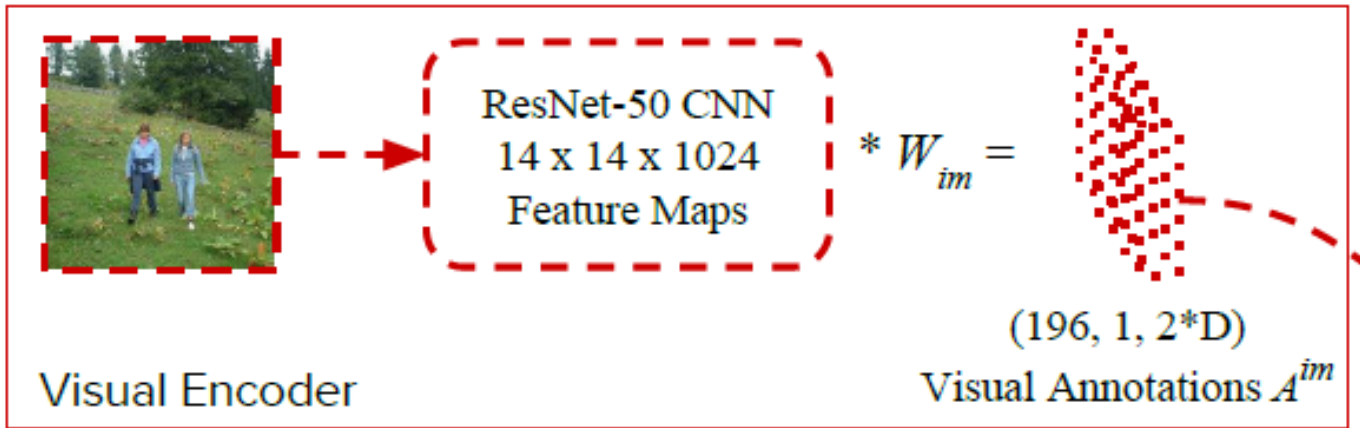 ResNet-50 CNN
14 x 14 x 1024
Feature Maps
* W_im =
(196, 1, 2*D)
Visual Annotations A^im
Visual Encoder